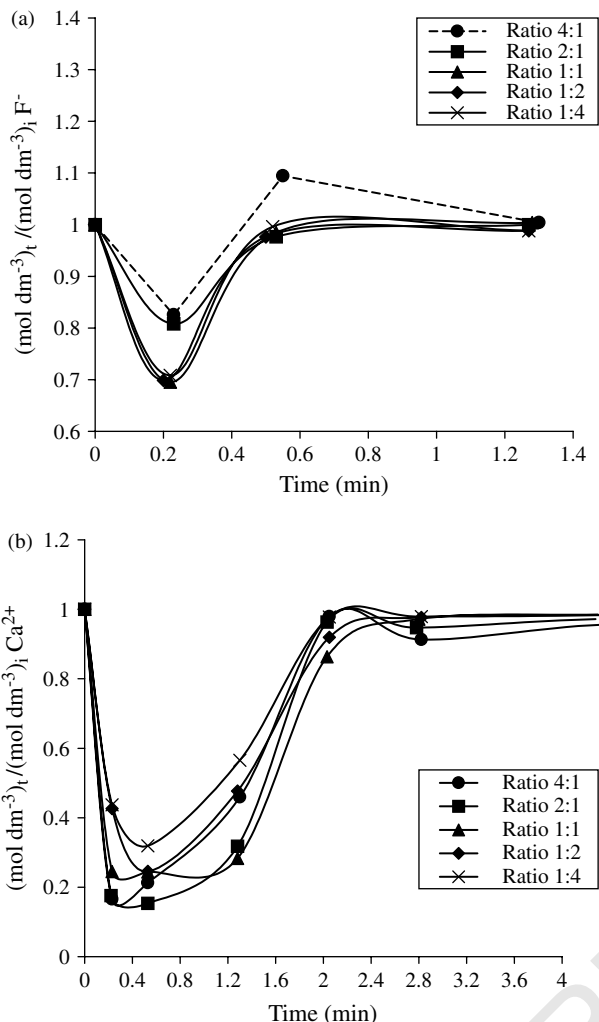 (a)
1.4
1.3
1.2
1.1
1
0.9
0.8
0.7
0.6
(mol dm⁻³)ₜ /(mol dm⁻³)ᵢ F⁻
0 0.2 0.4 0.6 0.8 1 1.2 1.4
Time (min)
Ratio 4:1
Ratio 2:1
Ratio 1:1
Ratio 1:2
Ratio 1:4
(b)
1.2
1
0.8
0.6
0.4
0.2
0
(mol dm⁻³)ₜ/(mol dm⁻³)ᵢ Ca²⁺
0 0.4 0.8 1.2 1.6 2 2.4 2.8 3.2 3.6 4
Time (min)
Ratio 4:1
Ratio 2:1
Ratio 1:1
Ratio 1:2
Ratio 1:4